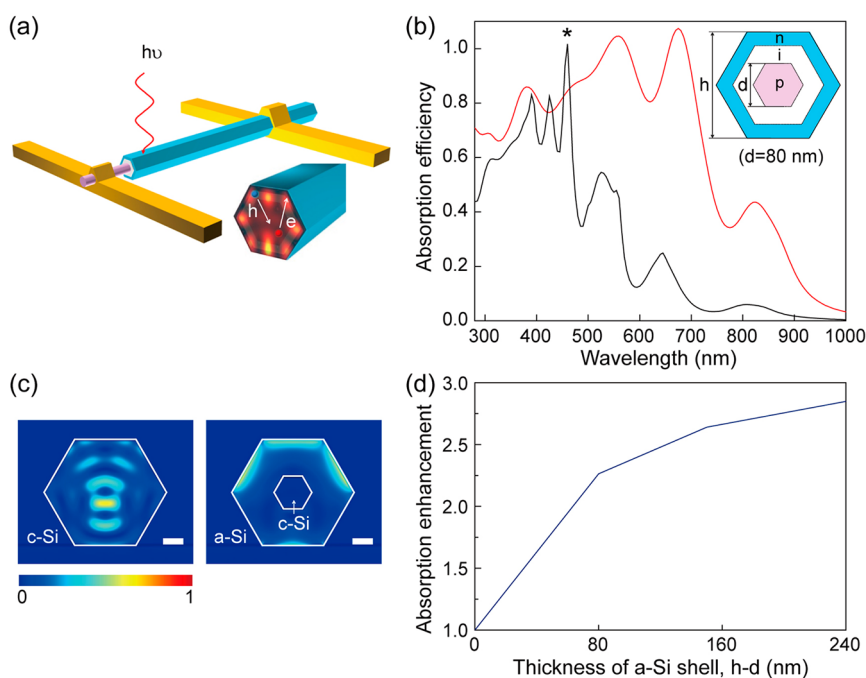 (a)
hυ
h
e
(b)
Absorption efficiency
1.0
0.8
0.6
0.4
0.2
0.0
*
n
i
h
d
p
(d=80 nm)
300 400 500 600 700 800 900 1000
Wavelength (nm)
(c)
c-Si
a-Si
c-Si
0
1
(d)
Absorption enhancement
3.0
2.5
2.0
1.5
1.0
0 80 160 240
Thickness of a-Si shell, h-d (nm)